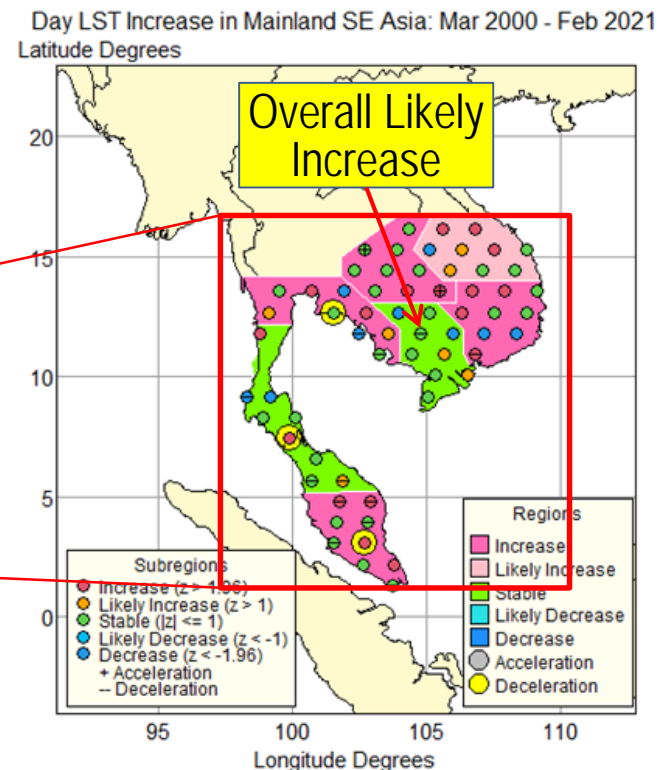 Day LST Increase in Mainland SE Asia: Mar 2000 - Feb 2021
Latitude Degrees
Overall Likely
Increase
20
15
10
5
0
Subregions
Increase (z > 1.96)
Likely Increase (z > 1)
Stable (|z| <= 1)
Likely Decrease (z < -1)
Decrease (z < -1.96)
+ Acceleration
-- Deceleration
Regions
Increase
Likely Increase
Stable
Likely Decrease
Decrease
Acceleration
Deceleration
95 100 105 110
Longitude Degrees